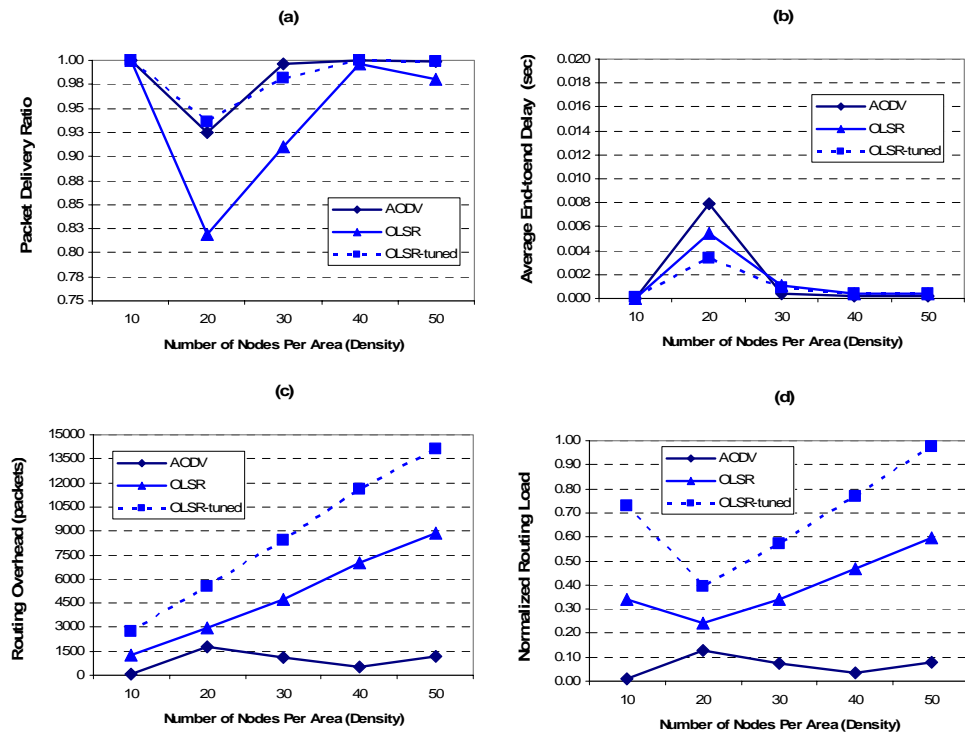 (a)
Packet Delivery Ratio
1.00
0.98
0.95
0.93
0.90
0.88
0.85
0.83
0.80
0.78
0.75
AODV
OLSR
OLSR-tuned
10 20 30 40 50
Number of Nodes Per Area (Density)
(b)
Average End-toend Delay (sec)
0.020
0.018
0.016
0.014
0.012
0.010
0.008
0.006
0.004
0.002
0.000
AODV
OLSR
OLSR-tuned
10 20 30 40 50
Number of Nodes Per Area (Density)
(c)
Routing Overhead (packets)
15000
13500
12000
10500
9000
7500
6000
4500
3000
1500
0
AODV
OLSR
OLSR-tuned
10 20 30 40 50
Number of Nodes Per Area (Density)
(d)
Normalized Routing Load
1.00
0.90
0.80
0.70
0.60
0.50
0.40
0.30
0.20
0.10
0.00
AODV
OLSR
OLSR-tuned
10 20 30 40 50
Number of Nodes Per Area (Density)